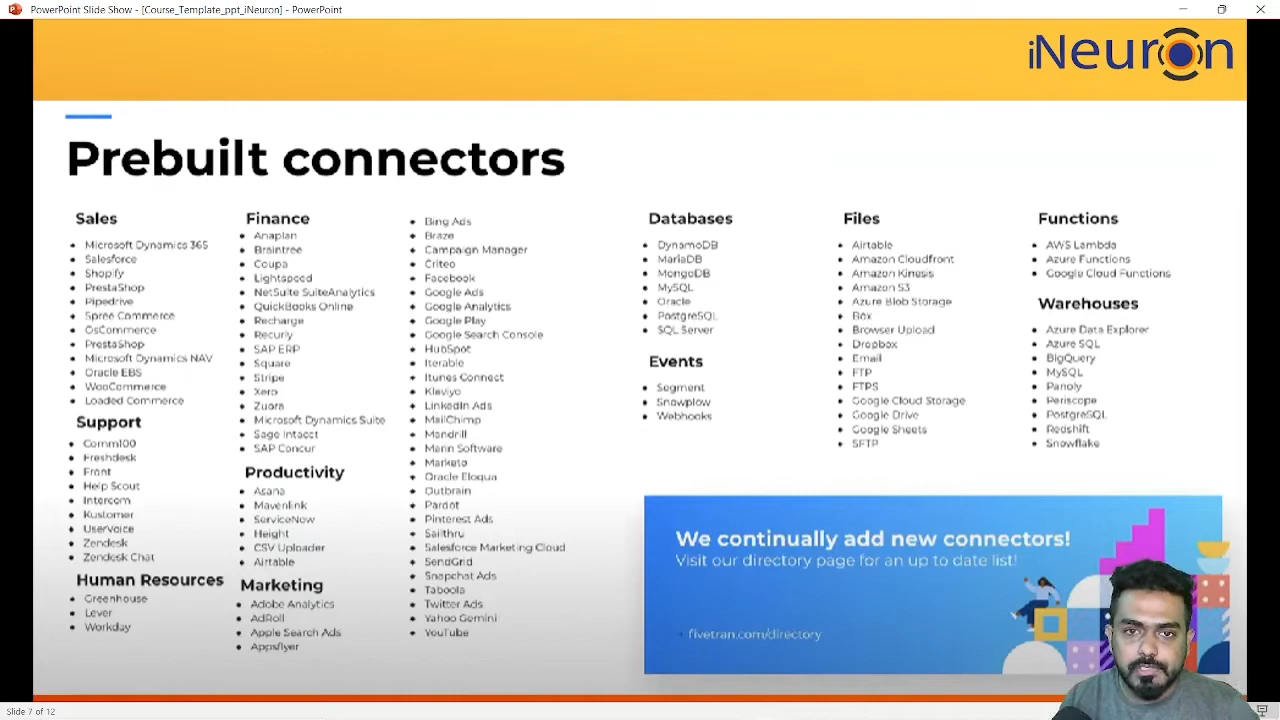 PowerPoint Slide Show - [Course_Template_ppt_iNeuron] - PowerPoint
iNeuron
Prebuilt connectors
Sales
Microsoft Dynamics 365
Salesforce
Shopify
PrestaShop
Pipedrive
Spree Commerce
OsCommerce
PrestaShop
Microsoft Dynamics NAV
Oracle EBS
WooCommerce
Loaded Commerce
Support
Comm100
Freshdesk
Front
Help Scout
Intercom
Kustomer
UserVoice
Zendesk
Zendesk Chat
Human Resources
Greenhouse
Lever
Workday
Finance
Anaplan
Braintree
Coupa
Lightspeed
NetSuite SuiteAnalytics
QuickBooks Online
Recharge
Recurly
SAP ERP
Square
Stripe
Xero
Zuora
Microsoft Dynamics Suite
Sage Intacct
SAP Concur
Productivity
Asana
Mavenlink
ServiceNow
Height
CSV Uploader
Airtable
Marketing
Adobe Analytics
AdRoll
Apple Search Ads
Appsflyer
Bing Ads
Braze
Campaign Manager
Criteo
Facebook
Google Ads
Google Analytics
Google Play
Google Search Console
HubSpot
Iterable
Itunes Connect
Klaviyo
LinkedIn Ads
MailChimp
Mandrill
Marin Software
Marketo
Oracle Eloqua
Outbrain
Pardot
Pinterest Ads
Sailthru
Salesforce Marketing Cloud
SendGrid
Snapchat Ads
Taboola
Twitter Ads
Yahoo Gemini
YouTube
Databases
DynamoDB
MariaDB
MongoDB
MySQL
Oracle
PostgreSQL
SQL Server
Events
Segment
Snowplow
Webhooks
Files
Airtable
Amazon Cloudfront
Amazon Kinesis
Amazon S3
Azure Blob Storage
Box
Browser Upload
Dropbox
Email
FTP
FTPS
Google Cloud Storage
Google Drive
Google Sheets
SFTP
Functions
AWS Lambda
Azure Functions
Google Cloud Functions
Warehouses
Azure Data Explorer
Azure SQL
BigQuery
MySQL
Panoly
Periscope
PostgreSQL
Redshift
Snowflake
We continually add new connectors!
Visit our directory page for an up to date list!
fivetran.com/directory
Slide 7 of 12